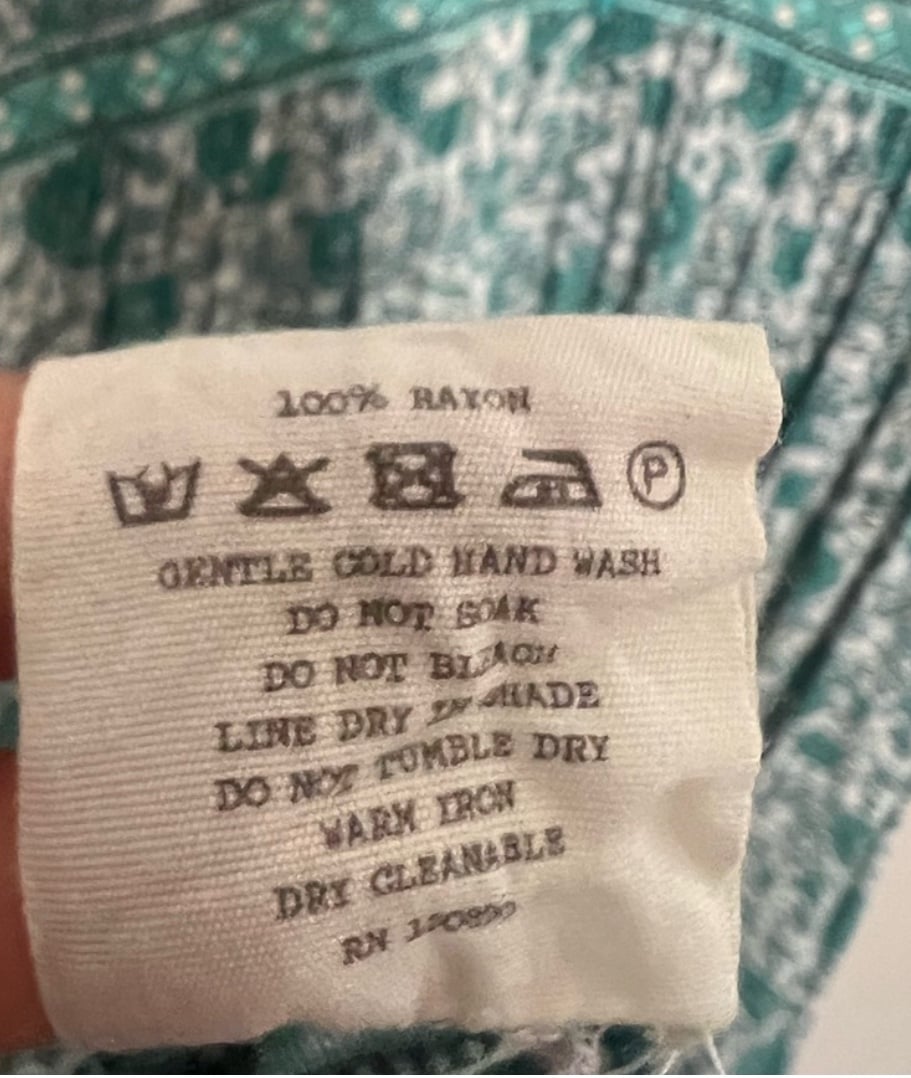 100% RAYON
P
GENTLE COLD HAND WASH
DO NOT SOAK
DO NOT BLEACH
LINE DRY IN SHADE
DO NOT TUMBLE DRY
WARM IRON
DRY CLEANABLE
RN